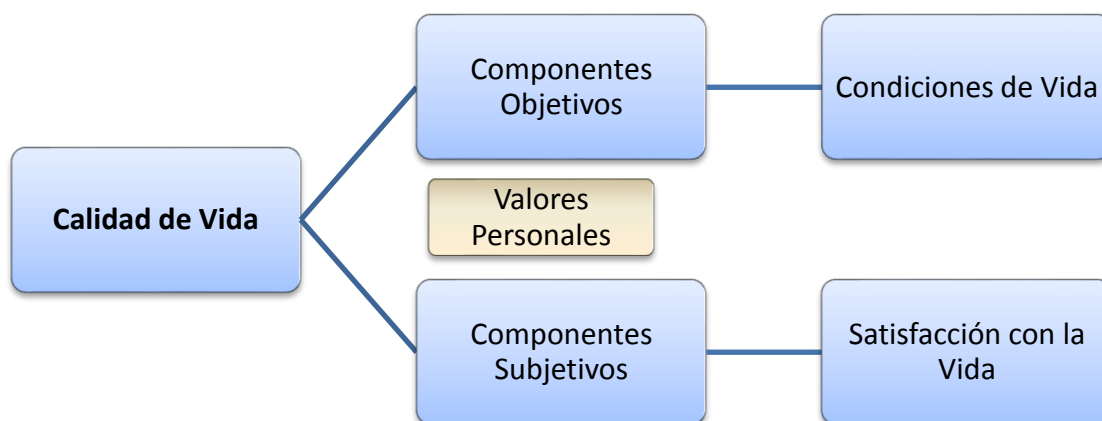 Calidad de Vida
Componentes
Objetivos
Condiciones de Vida
Valores
Personales
Componentes
Subjetivos
Satisfacción con la
Vida